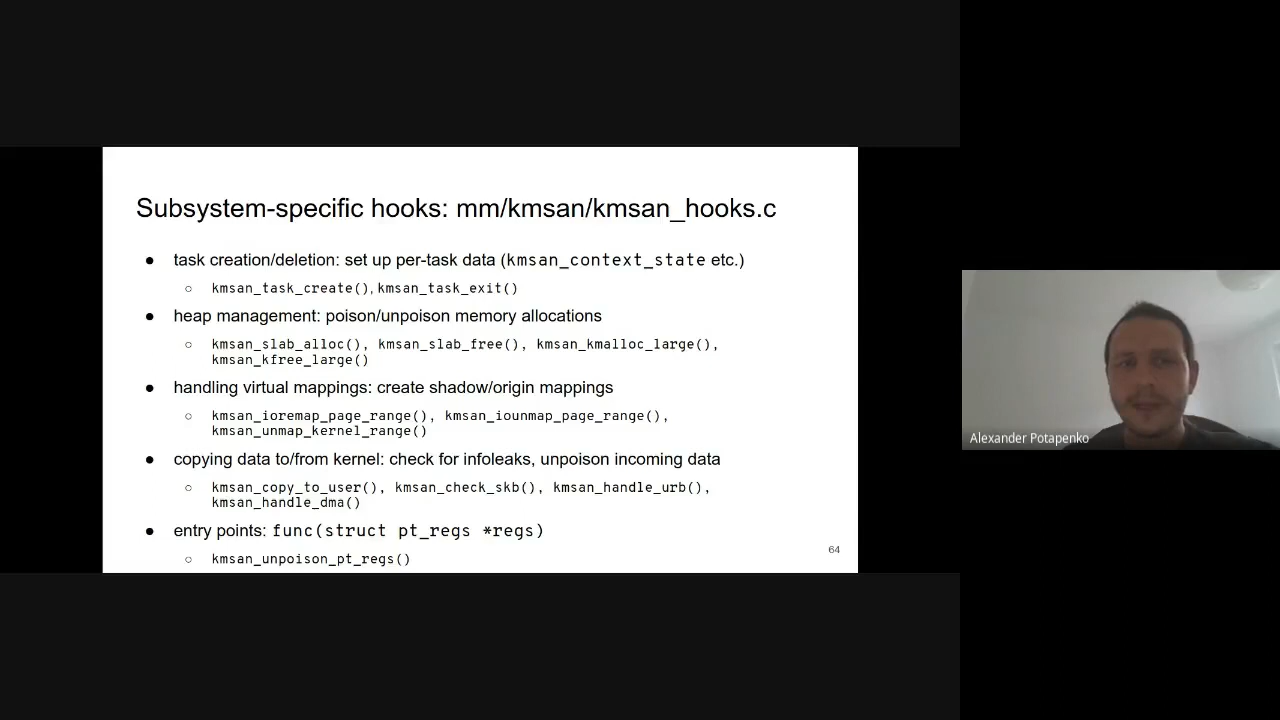 Subsystem-specific hooks: mm/kmsan/kmsan_hooks.c
● task creation/deletion: set up per-task data (kmsan_context_state etc.)
○ kmsan_task_create(), kmsan_task_exit()
● heap management: poison/unpoison memory allocations
○ kmsan_slab_alloc(), kmsan_slab_free(), kmsan_kmalloc_large(),
kmsan_kfree_large()
● handling virtual mappings: create shadow/origin mappings
○ kmsan_ioremap_page_range(), kmsan_iounmap_page_range(),
kmsan_unmap_kernel_range()
● copying data to/from kernel: check for infoleaks, unpoison incoming data
○ kmsan_copy_to_user(), kmsan_check_skb(), kmsan_handle_urb(),
kmsan_handle_dma()
● entry points: func(struct pt_regs *regs)
○ kmsan_unpoison_pt_regs()
64
Alexander Potapenko